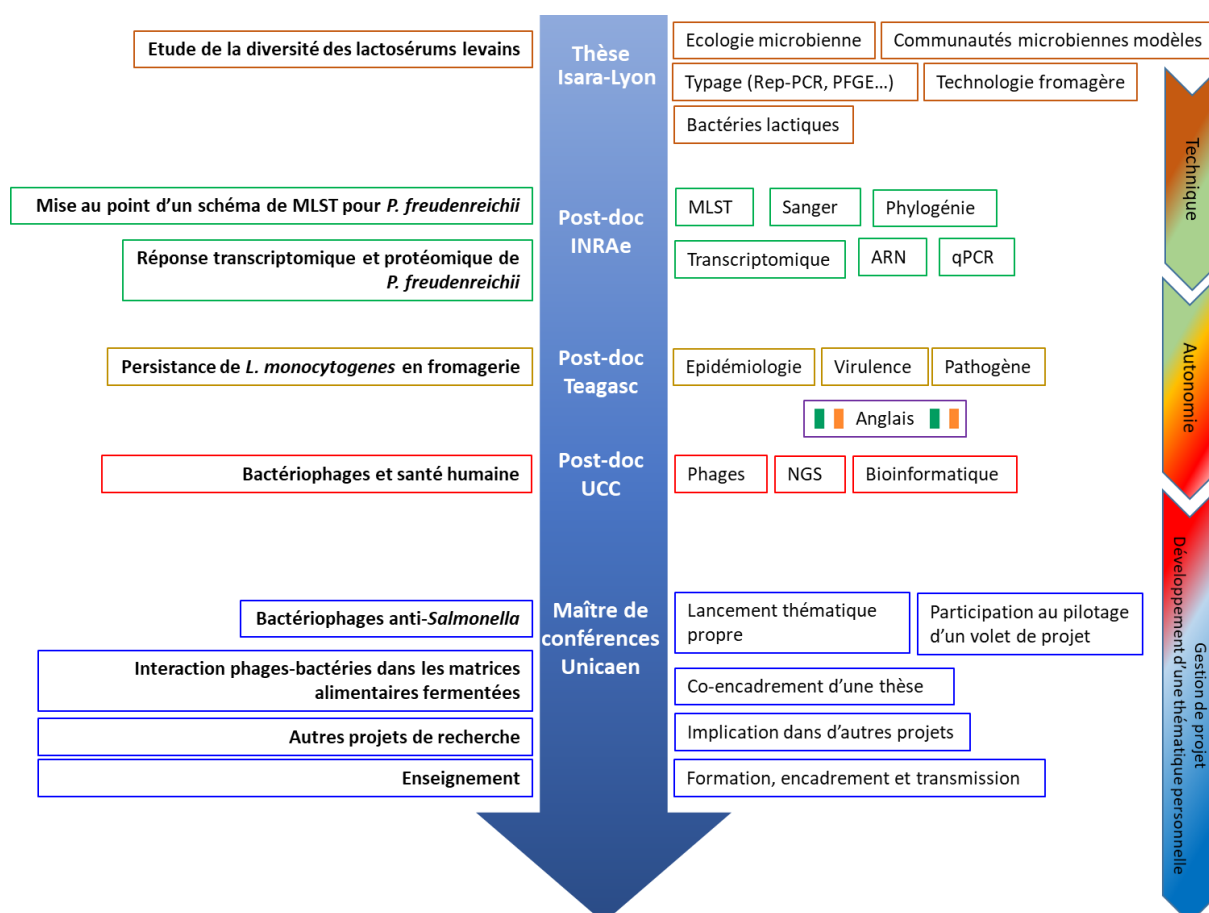 Etude de la diversité des lactosérums levains
Thèse
Isara-Lyon
Ecologie microbienne
Communautés microbiennes modèles
Typage (Rep-PCR, PFGE…)
Technologie fromagère
Bactéries lactiques
Mise au point d’un schéma de MLST pour P. freudenreichii
Réponse transcriptomique et protéomique de
P. freudenreichii
Post-doc
INRAe
MLST
Sanger
Phylogénie
Transcriptomique
ARN
qPCR
Persistance de L. monocytogenes en fromagerie
Post-doc
Teagasc
Epidémiologie
Virulence
Pathogène
Anglais
Bactériophages et santé humaine
Post-doc
UCC
Phages
NGS
Bioinformatique
Bactériophages anti-Salmonella
Interaction phages-bactéries dans les matrices
alimentaires fermentées
Autres projets de recherche
Enseignement
Maître de
conférences
Unicaen
Lancement thématique
propre
Participation au pilotage
d’un volet de projet
Co-encadrement d’une thèse
Implication dans d’autres projets
Formation, encadrement et transmission
Technique
Autonomie
Gestion de projet
Développement d’une thématique personnelle